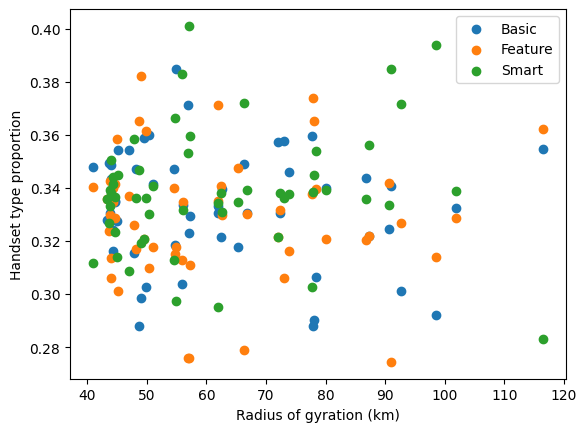 0.40
0.38
0.36
0.34
0.32
0.30
0.28
Handset type proportion
Basic
Feature
Smart
40 50 60 70 80 90 100 110 120
Radius of gyration (km)